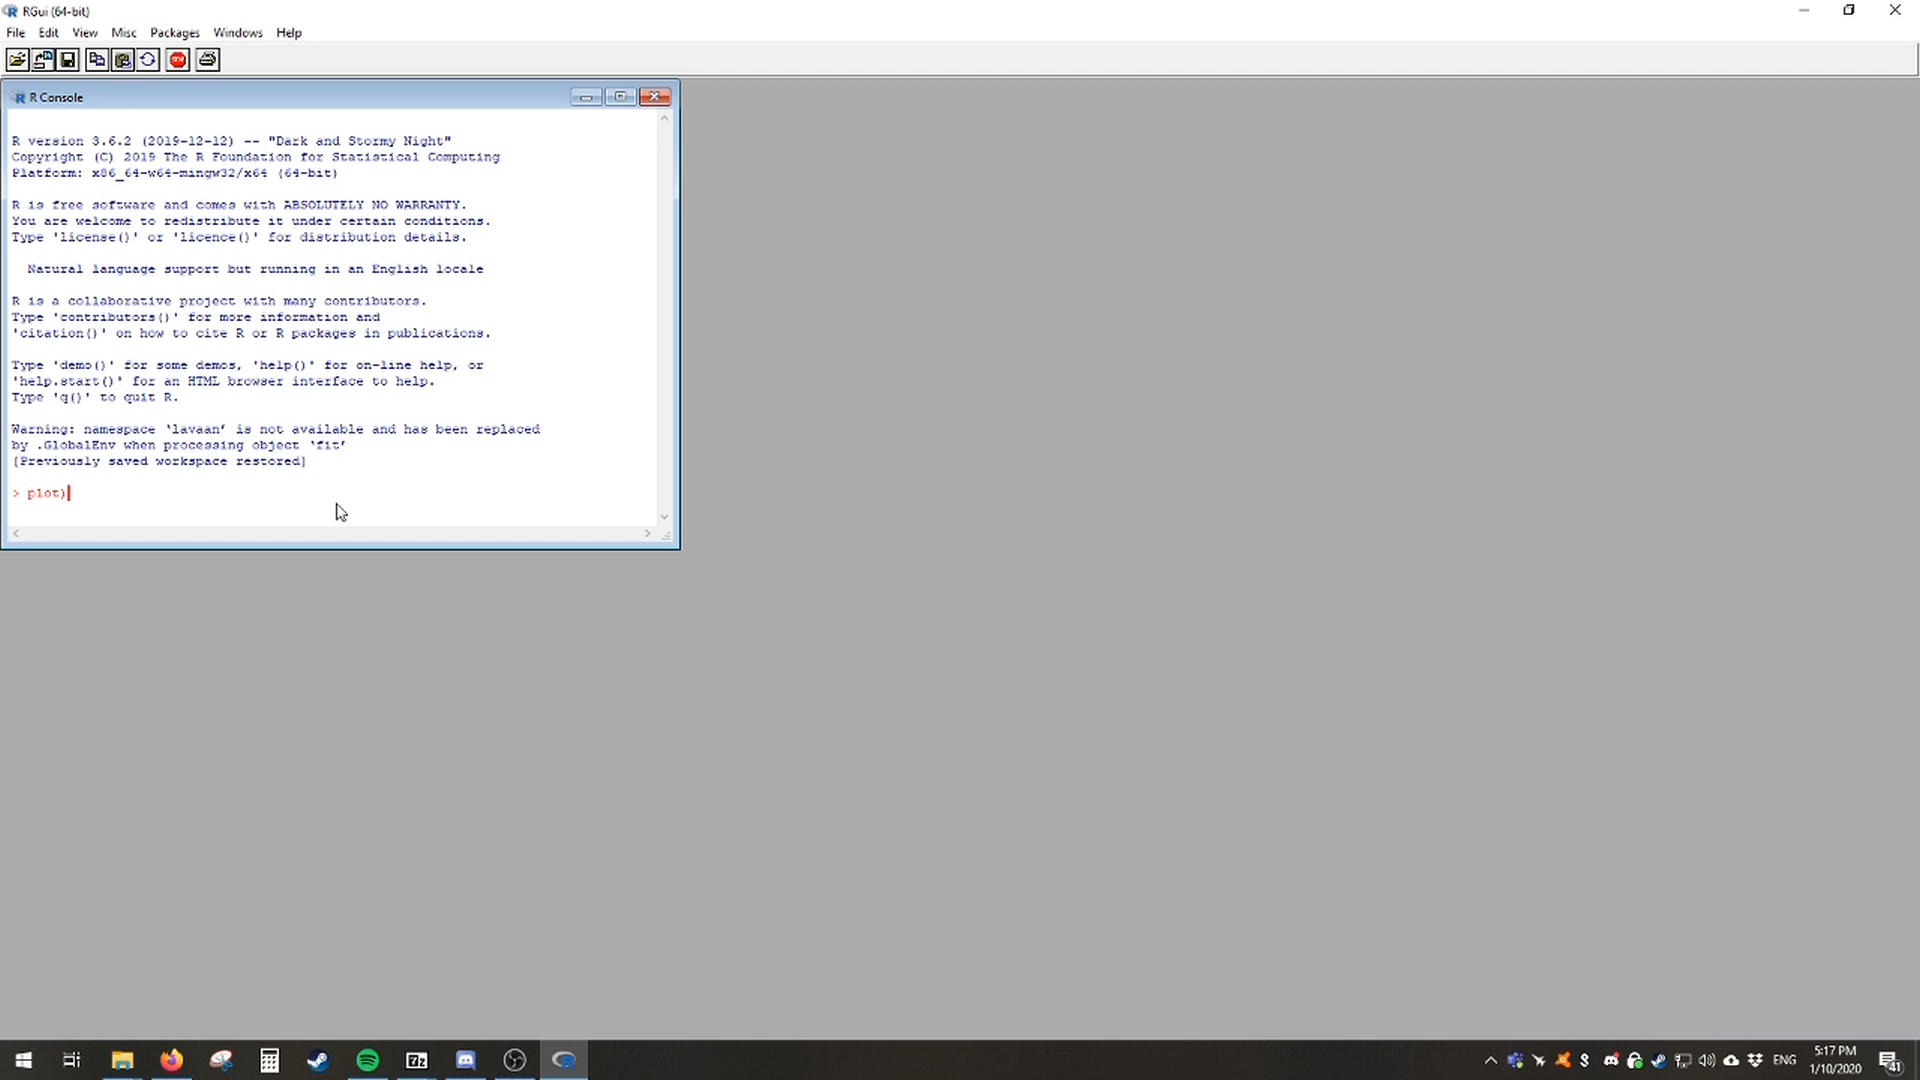 RGui (64-bit)
File Edit View Misc Packages Windows Help
STOP
R Console
R version 3.6.2 (2019-12-12) -- "Dark and Stormy Night"
Copyright (C) 2019 The R Foundation for Statistical Computing
Platform: x86_64-w64-mingw32/x64 (64-bit)
R is free software and comes with ABSOLUTELY NO WARRANTY.
You are welcome to redistribute it under certain conditions.
Type 'license()' or 'licence()' for distribution details.
Natural language support but running in an English locale
R is a collaborative project with many contributors.
Type 'contributors()' for more information and
'citation()' on how to cite R or R packages in publications.
Type 'demo()' for some demos, 'help()' for on-line help, or
'help.start()' for an HTML browser interface to help.
Type 'q()' to quit R.
Warning: namespace ‘lavaan’ is not available and has been replaced
by .GlobalEnv when processing object ‘fit’
[Previously saved workspace restored]
> plot)
7z
ENG
5:17 PM
1/10/2020
41